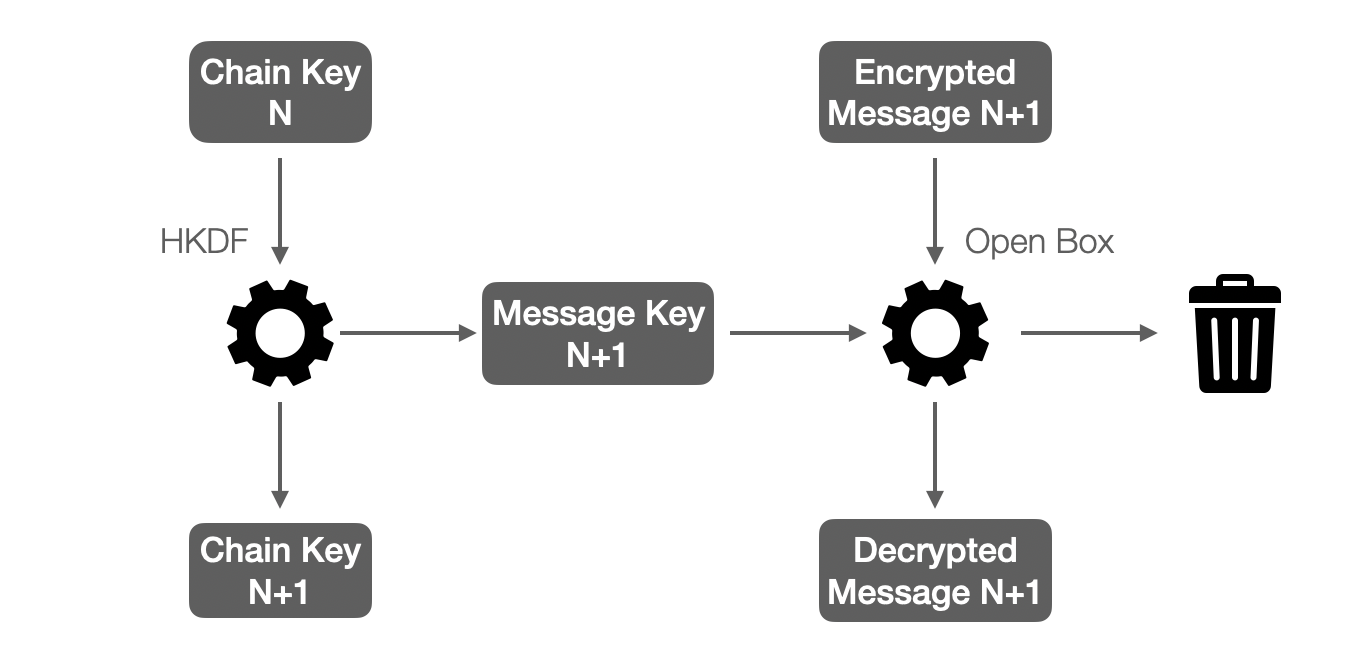 Chain Key
N
Encrypted
Message N+1
HKDF
Open Box
Message Key
N+1
Chain Key
N+1
Decrypted
Message N+1